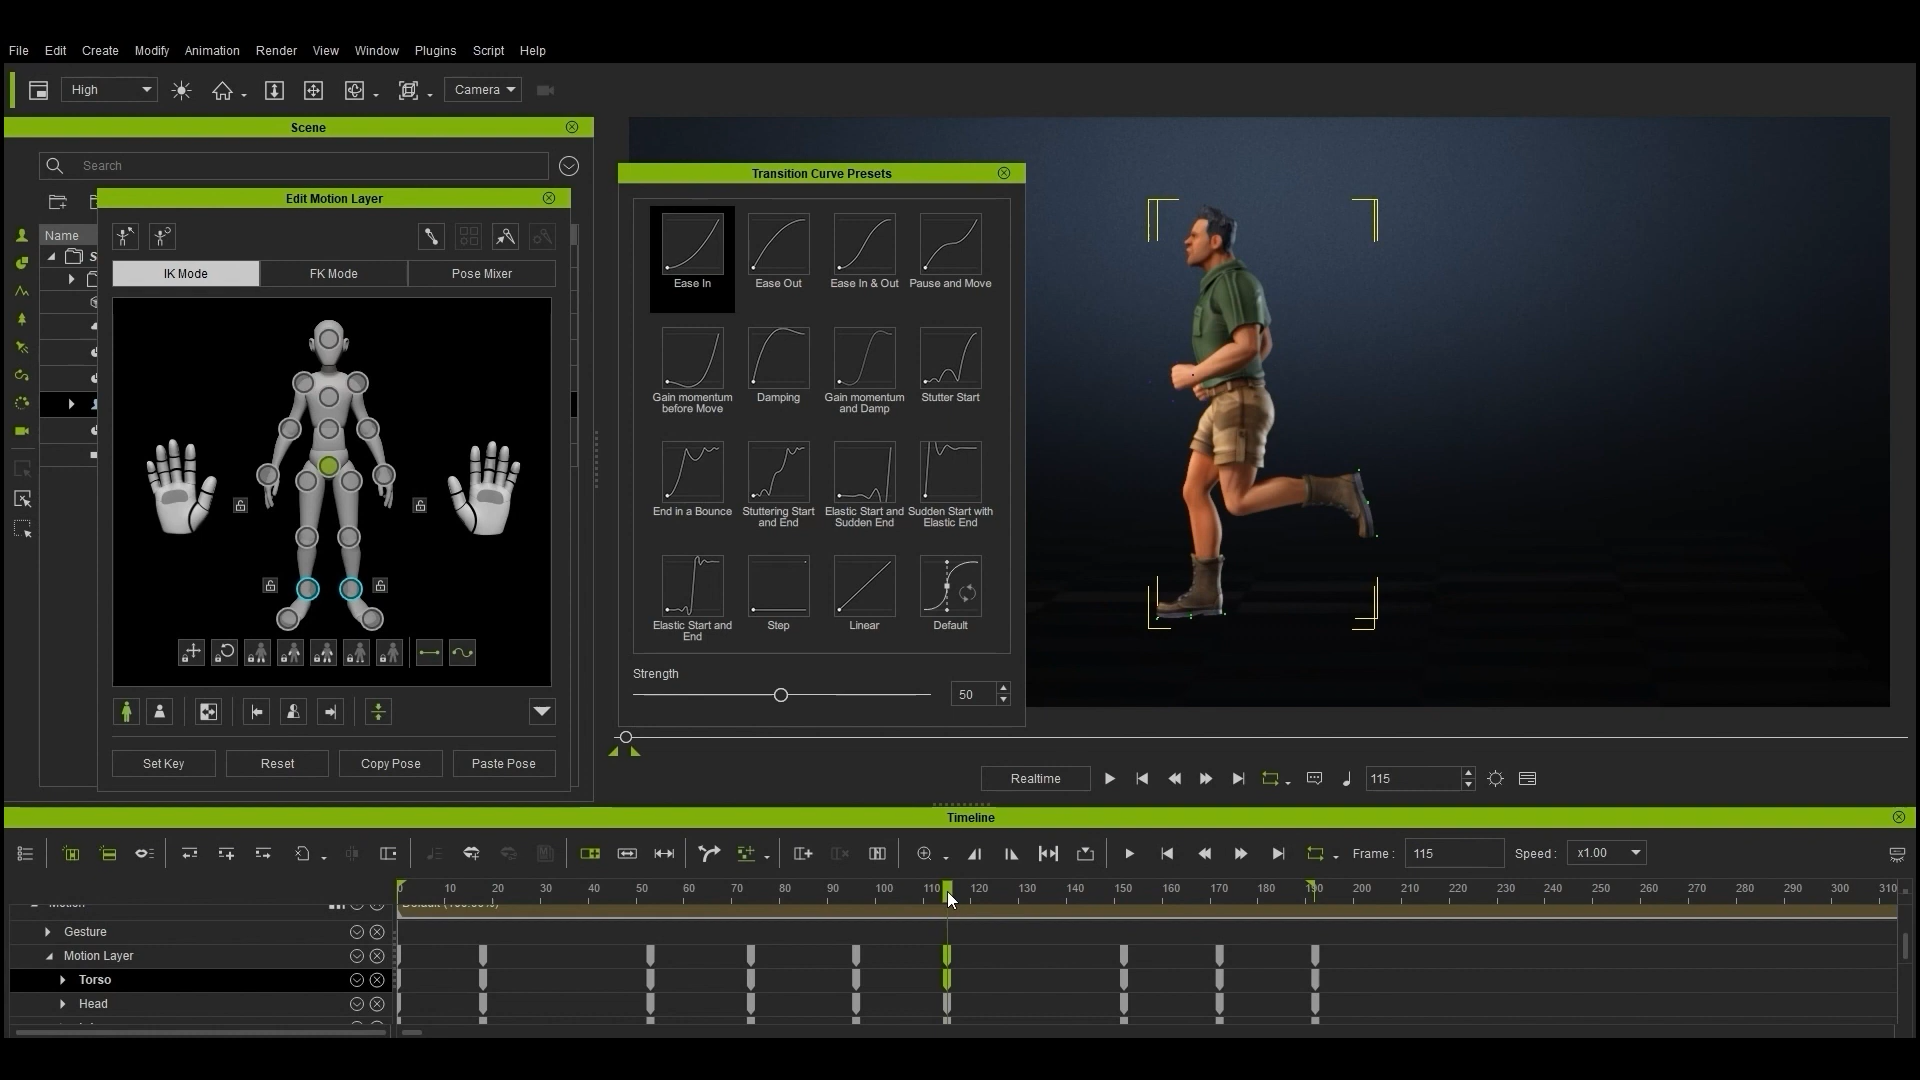 File Edit Create Modify Animation Render View Window Plugins Script Help
High
Camera
Scene
Search
Name
S
Edit Motion Layer
IK Mode
FK Mode
Pose Mixer
Set Key
Reset
Copy Pose
Paste Pose
Transition Curve Presets
Ease In
Ease Out
Ease In & Out
Pause and Move
Gain momentum
before Move
Damping
Gain momentum
and Damp
Stutter Start
End in a Bounce
Stuttering Start
and End
Elastic Start and
Sudden End
Sudden Start with
Elastic End
Elastic Start and
End
Step
Linear
Default
Strength
50
Realtime
115
Timeline
Frame :
115
Speed :
x1.00
0 10 20 30 40 50 60 70 80 90 100 110 120 130 140 150 160 170 180 190 200 210 220 230 240 250 260 270 280 290 300 310
Gesture
Motion Layer
Torso
Head